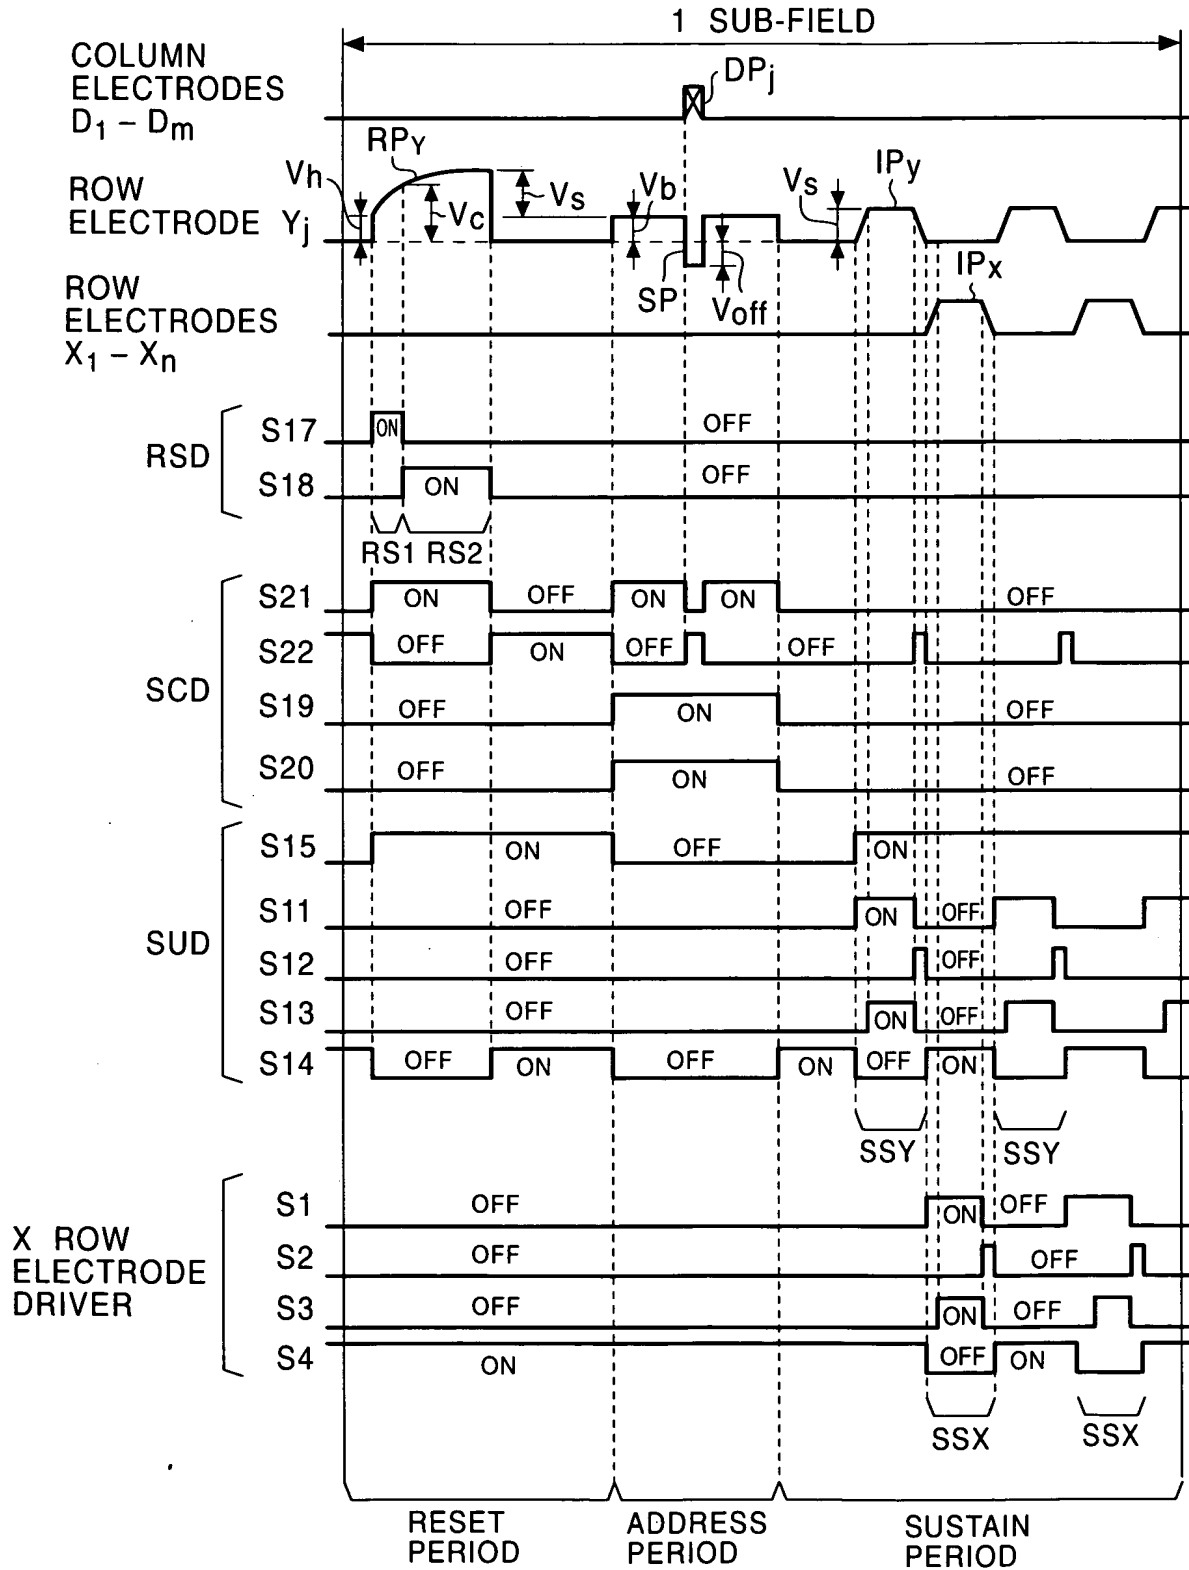 1 SUB-FIELD
COLUMN
ELECTRODES
D1 – Dm
DPj
ROW
ELECTRODE Yj
Vh
RPY
Vc
Vs
Vb
SP
Voff
Vs
IPy
ROW
ELECTRODES
X1 – Xn
IPx
RSD
S17 ON OFF
S18 ON OFF
RS1 RS2
SCD
S21 ON OFF ON ON OFF
S22 OFF ON OFF OFF
S19 OFF ON OFF
S20 OFF ON OFF
SUD
S15 ON OFF ON
S11 OFF ON OFF
S12 OFF OFF
S13 OFF ON OFF
S14 OFF ON OFF ON OFF ON
SSY SSY
X ROW
ELECTRODE
DRIVER
S1 OFF ON OFF
S2 OFF OFF
S3 OFF ON OFF
S4 ON OFF ON
SSX SSX
RESET
PERIOD
ADDRESS
PERIOD
SUSTAIN
PERIOD